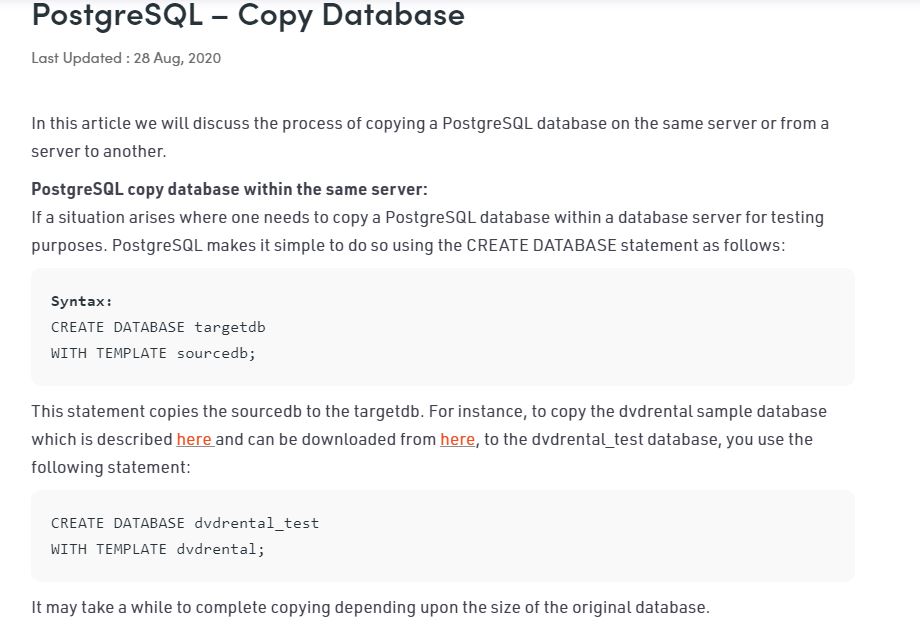 PostgreSQL – Copy Database
Last Updated : 28 Aug, 2020
In this article we will discuss the process of copying a PostgreSQL database on the same server or from a
server to another.
PostgreSQL copy database within the same server:
If a situation arises where one needs to copy a PostgreSQL database within a database server for testing
purposes. PostgreSQL makes it simple to do so using the CREATE DATABASE statement as follows:
Syntax:
CREATE DATABASE targetdb
WITH TEMPLATE sourcedb;
This statement copies the sourcedb to the targetdb. For instance, to copy the dvdrental sample database
which is described here and can be downloaded from here, to the dvdrental_test database, you use the
following statement:
CREATE DATABASE dvdrental_test
WITH TEMPLATE dvdrental;
It may take a while to complete copying depending upon the size of the original database.